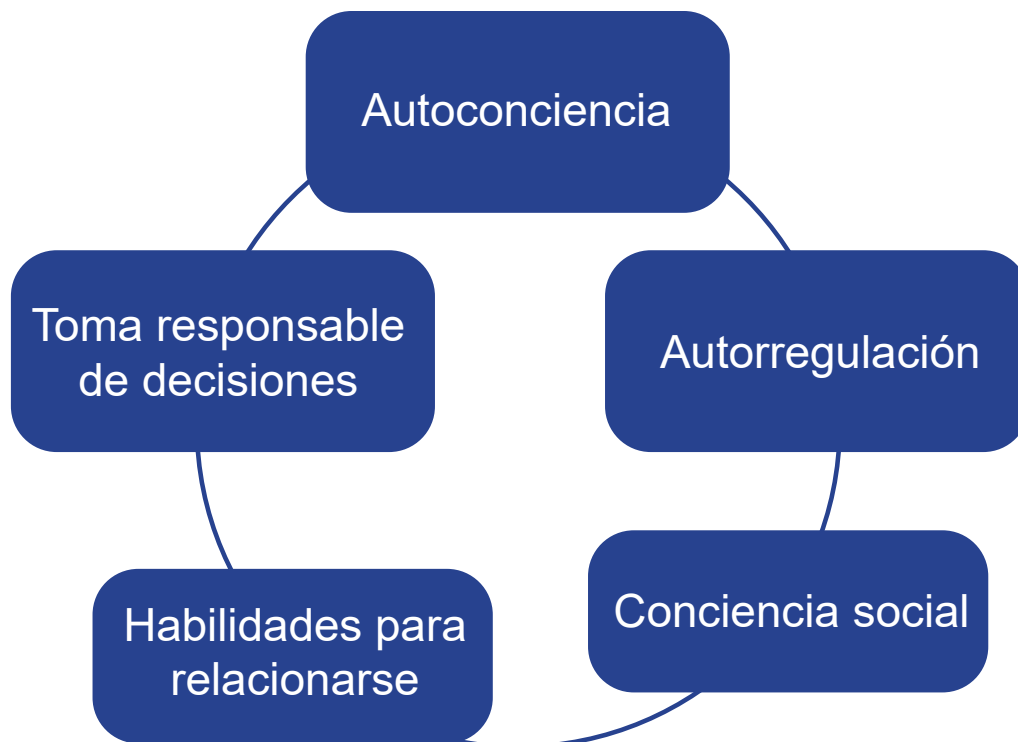 Autoconciencia
Toma responsable
de decisiones
Autorregulación
Habilidades para
relacionarse
Conciencia social